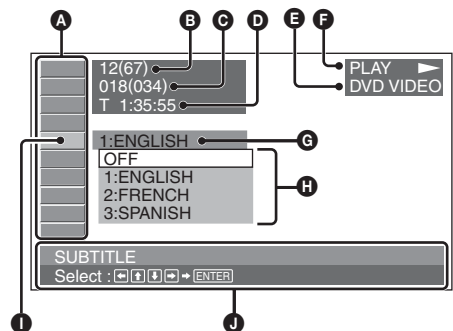 A B C D E F
12(67)
018(034)
T 1:35:55
PLAY ►
DVD VIDEO
1:ENGLISH G
OFF
1:ENGLISH
2:FRENCH
3:SPANISH
H
SUBTITLE
Select : ←↑↓→ → ENTER
I J